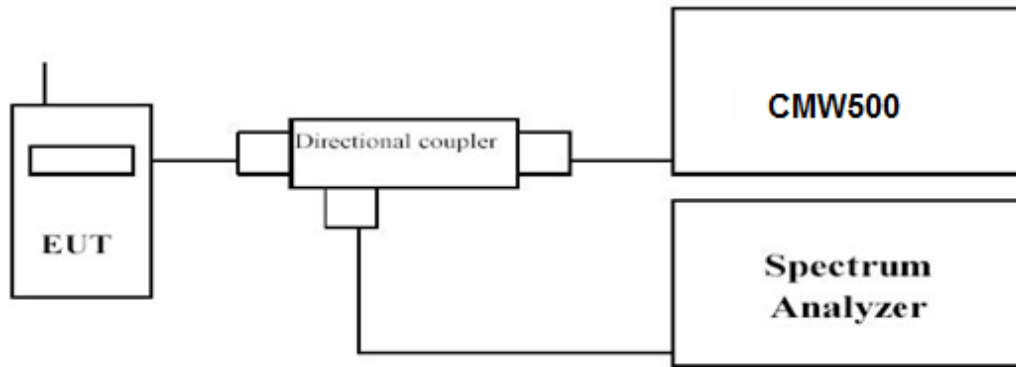 EUT
Directional coupler
CMW500
Spectrum
Analyzer